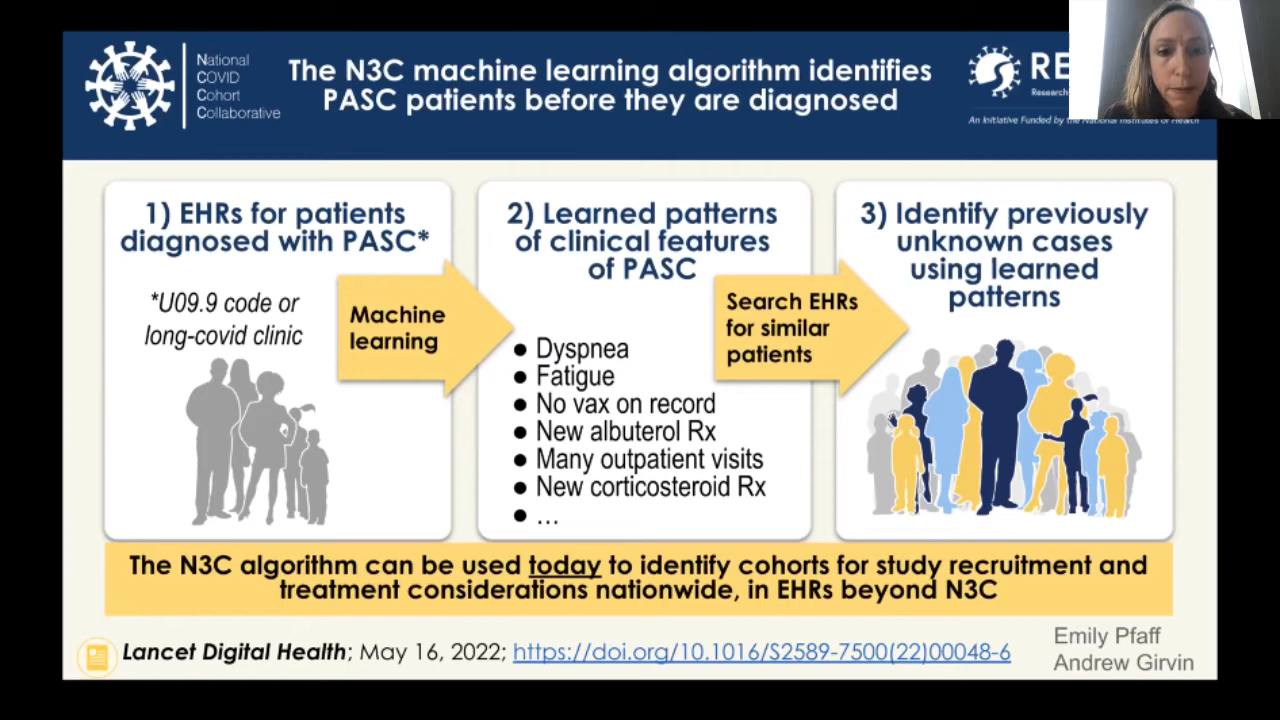 National
COVID
Cohort
Collaborative
The N3C machine learning algorithm identifies
PASC patients before they are diagnosed
RE
An Initiative Funded by the National Institutes of Health
1) EHRs for patients
diagnosed with PASC*
*U09.9 code or
long-covid clinic
Machine
learning
2) Learned patterns
of clinical features
of PASC
● Dyspnea
● Fatigue
● No vax on record
● New albuterol Rx
● Many outpatient visits
● New corticosteroid Rx
● ...
Search EHRs
for similar
patients
3) Identify previously
unknown cases
using learned
patterns
The N3C algorithm can be used today to identify cohorts for study recruitment and
treatment considerations nationwide, in EHRs beyond N3C
Lancet Digital Health; May 16, 2022; https://doi.org/10.1016/S2589-7500(22)00048-6
Emily Pfaff
Andrew Girvin